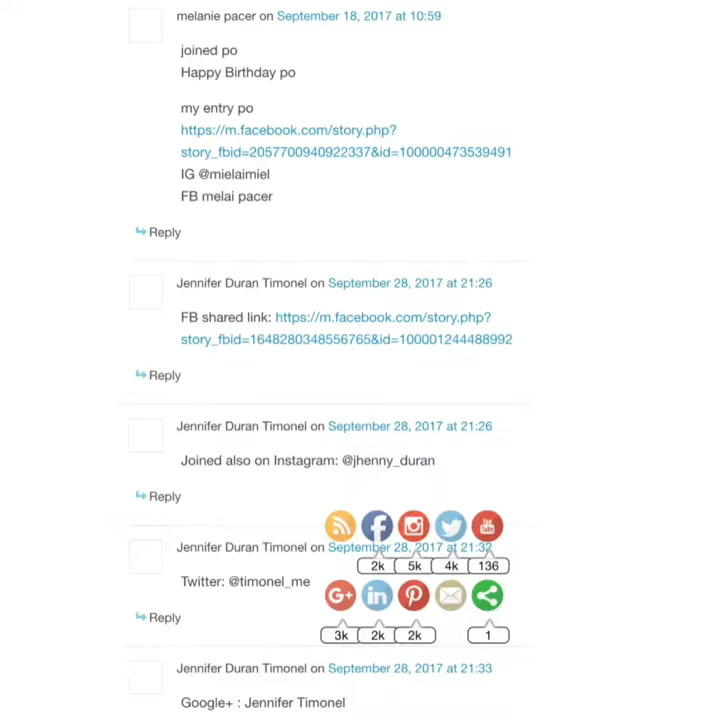 melanie pacer on September 18, 2017 at 10:59
joined po
Happy Birthday po
my entry po
https://m.facebook.com/story.php?
story_fbid=2057700940922337&id=100000473539491
IG @mielaimiel
FB melai pacer
Reply
Jennifer Duran Timonel on September 28, 2017 at 21:26
FB shared link: https://m.facebook.com/story.php?
story_fbid=1648280348556765&id=100001244488992
Reply
Jennifer Duran Timonel on September 28, 2017 at 21:26
Joined also on Instagram: @jhenny_duran
Reply
You Tube
Jennifer Duran Timonel on September 28, 2017 at 21:32
2k 5k 4k 136
Twitter: @timonel_me
G+ in
Reply
3k 2k 2k 1
Jennifer Duran Timonel on September 28, 2017 at 21:33
Google+ : Jennifer Timonel